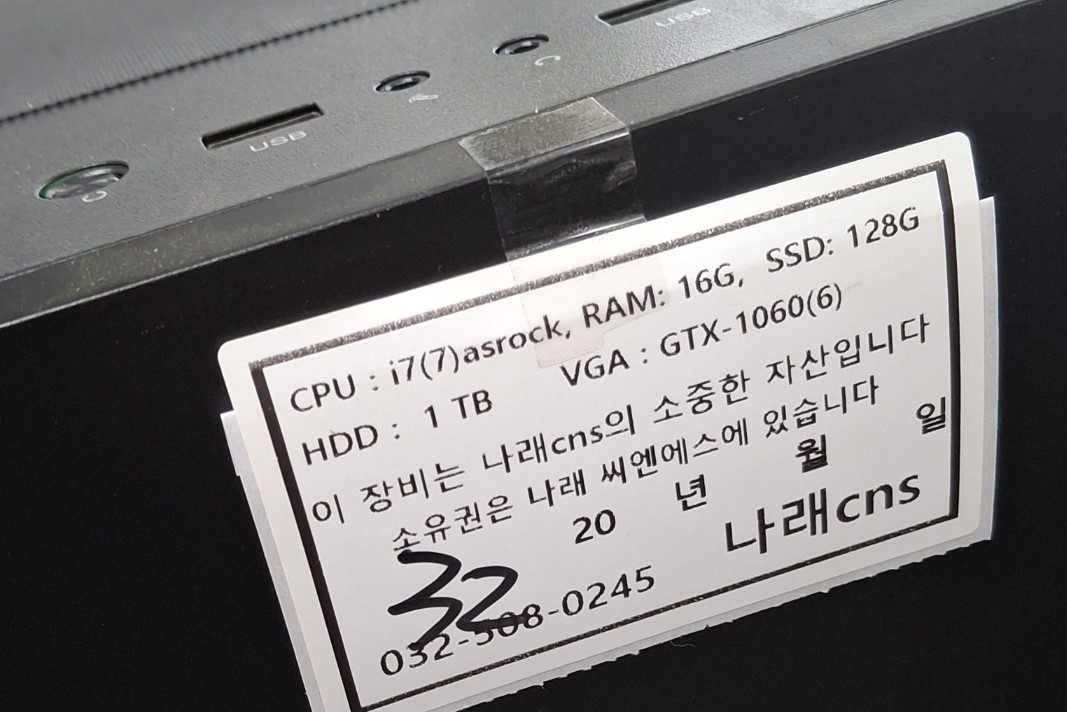 USB
USB
CPU : i7(7)asrock, RAM: 16G, SSD: 128G
HDD : 1 TB VGA : GTX-1060(6)
이 장비는 나래cns의 소중한 자산입니다
소유권은 나래 씨엔에스에 있습니다
20 년 월 일
32
나래cns
032-508-0245